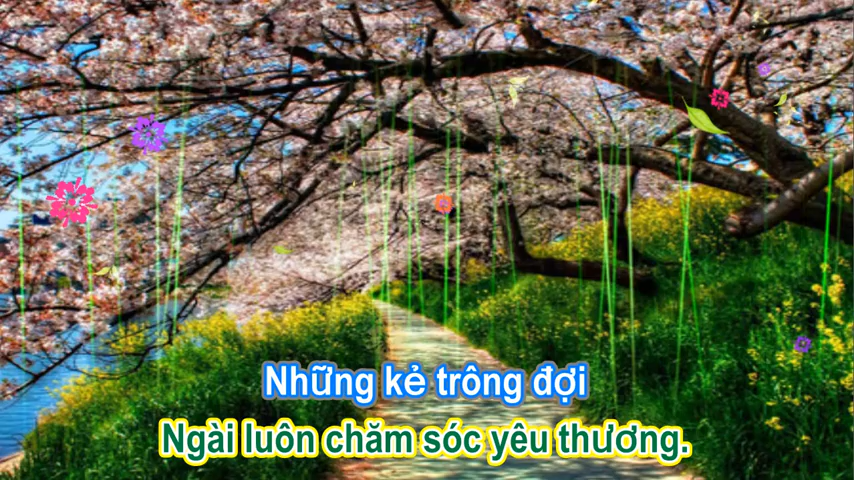 Những kẻ trông đợi
Ngài luôn chăm sóc yêu thương.